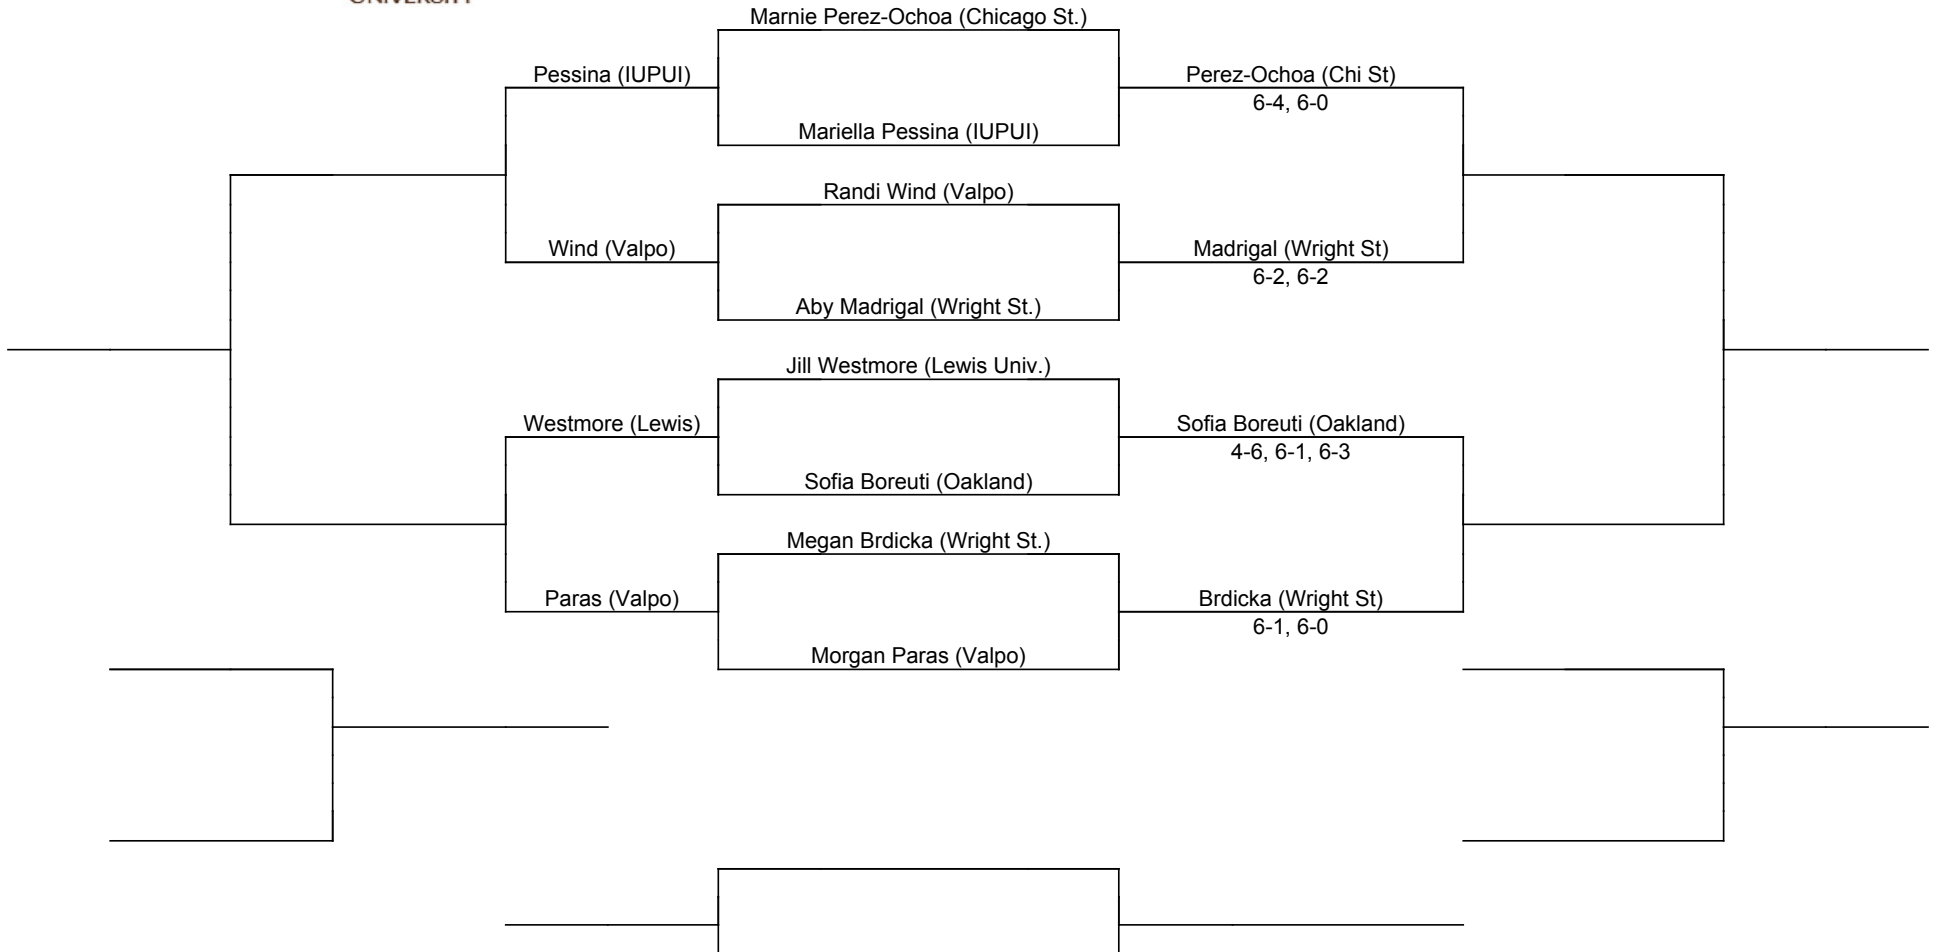 UNIVERSITY
Marnie Perez-Ochoa (Chicago St.)
Pessina (IUPUI)
Perez-Ochoa (Chi St)
6-4, 6-0
Mariella Pessina (IUPUI)
Randi Wind (Valpo)
Wind (Valpo)
Madrigal (Wright St)
6-2, 6-2
Aby Madrigal (Wright St.)
Jill Westmore (Lewis Univ.)
Westmore (Lewis)
Sofia Boreuti (Oakland)
4-6, 6-1, 6-3
Sofia Boreuti (Oakland)
Megan Brdicka (Wright St.)
Paras (Valpo)
Brdicka (Wright St)
6-1, 6-0
Morgan Paras (Valpo)